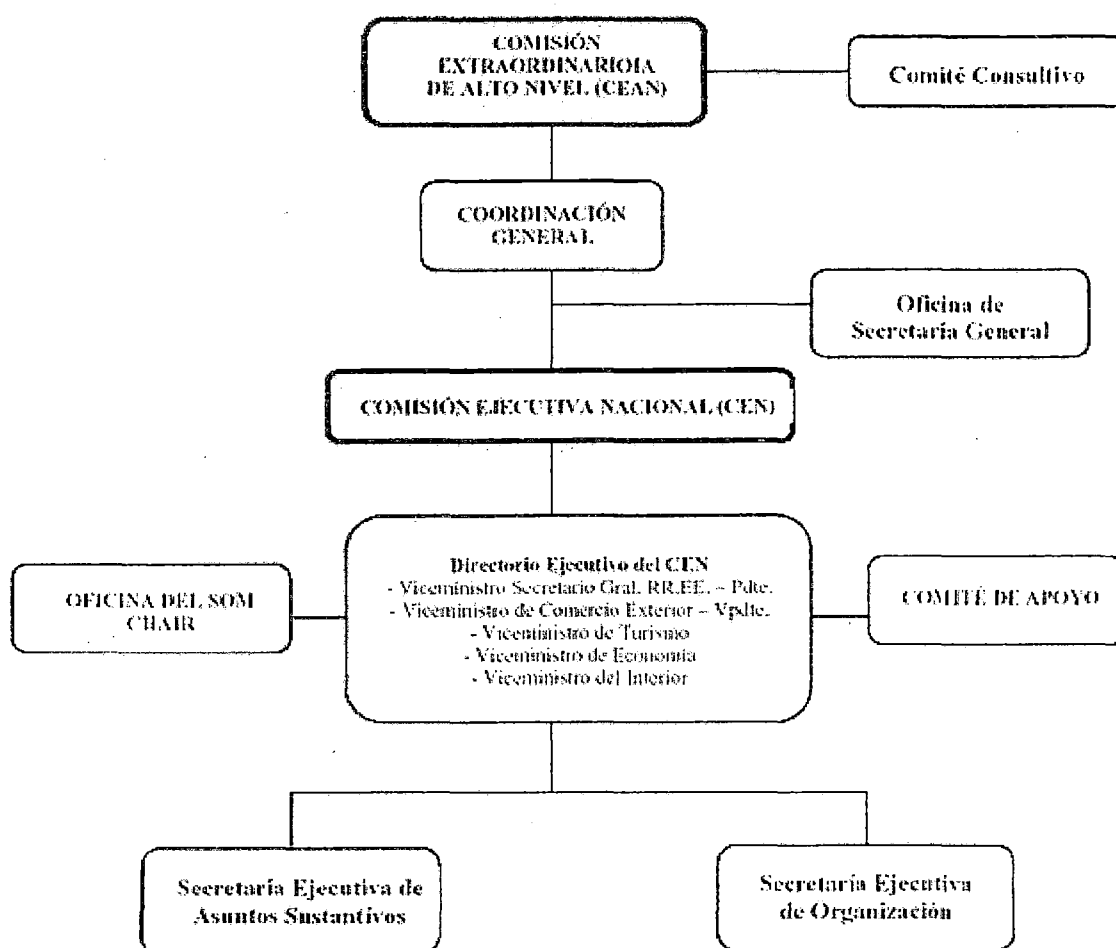 COMISIÓN
EXTRAORDINARIOIA
DE ALTO NIVEL (CEAN)
Comité Consultivo
COORDINACIÓN
GENERAL
Oficina de
Secretaría General
COMISIÓN EJECUTIVA NACIONAL (CEN)
Directorio Ejecutivo del CEN
- Viceministro Secretario Gral. RR.EE. – Pdte.
- Viceministro de Comercio Exterior – Vpdte.
- Viceministro de Turismo
- Viceministro de Economía
- Viceministro del Interior
OFICINA DEL SOM
CHAIR
COMITÉ DE APOYO
Secretaría Ejecutiva de
Asuntos Sustantivos
Secretaría Ejecutiva
de Organización